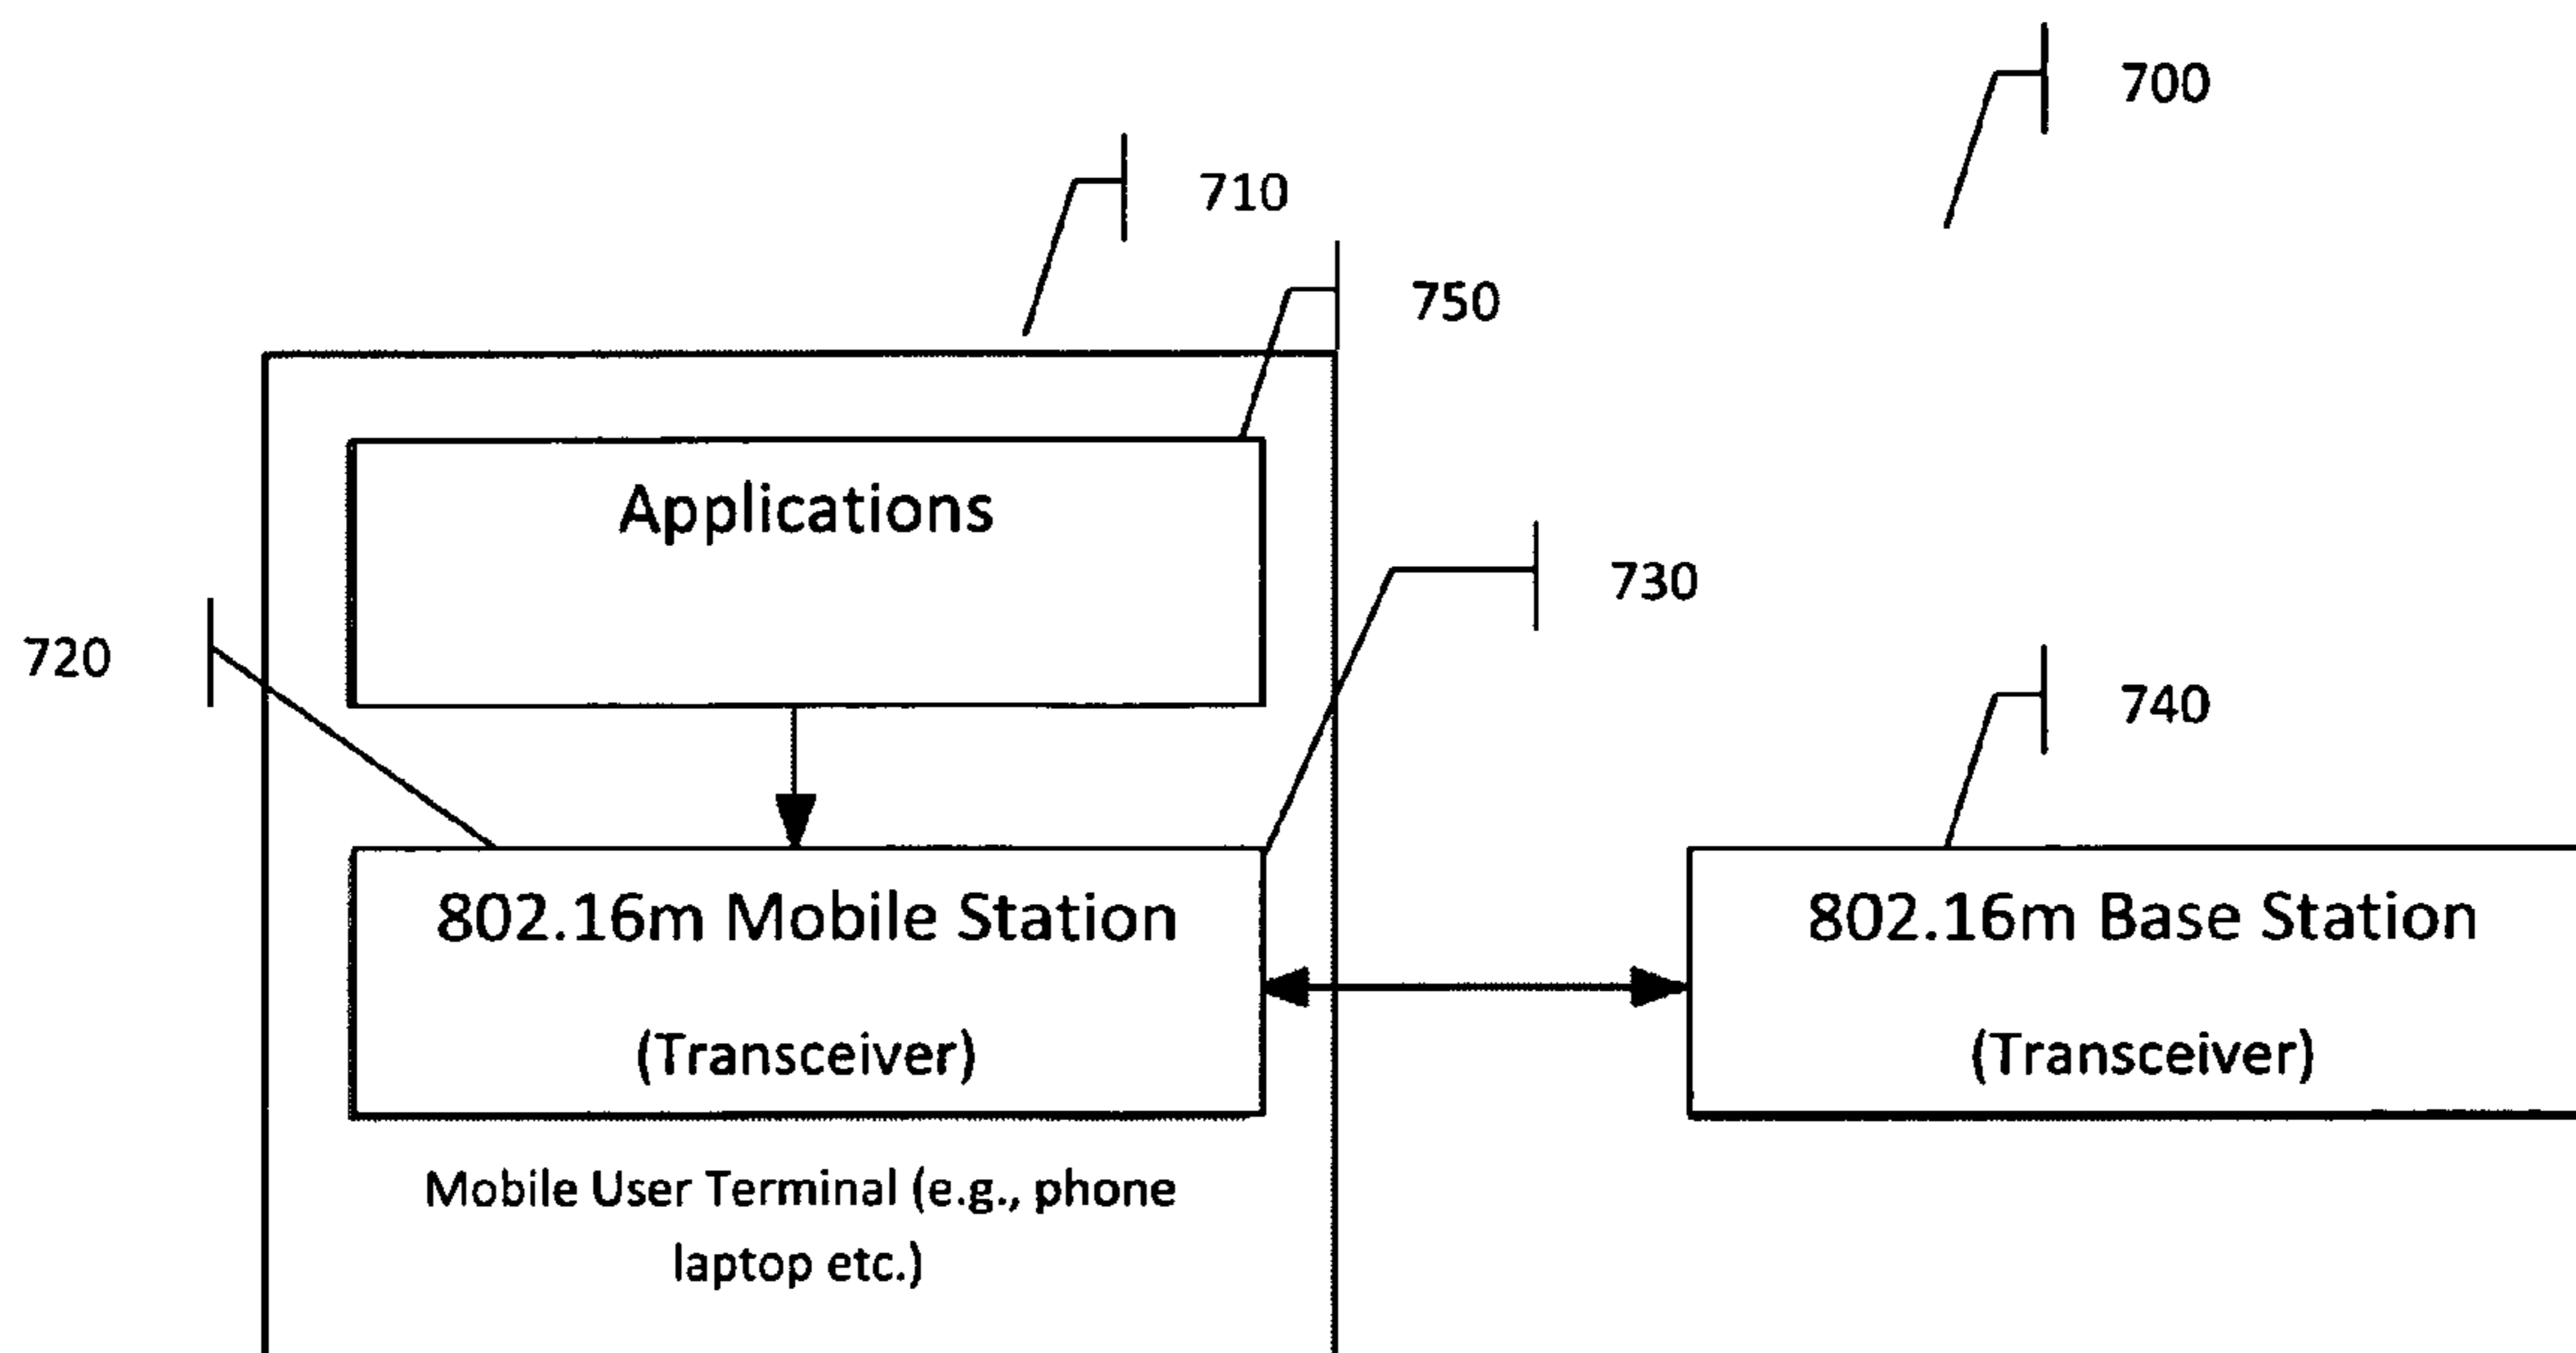 700
710
750
Applications
730
720
740
802.16m Mobile Station
(Transceiver)
802.16m Base Station
(Transceiver)
Mobile User Terminal (e.g., phone
laptop etc.)